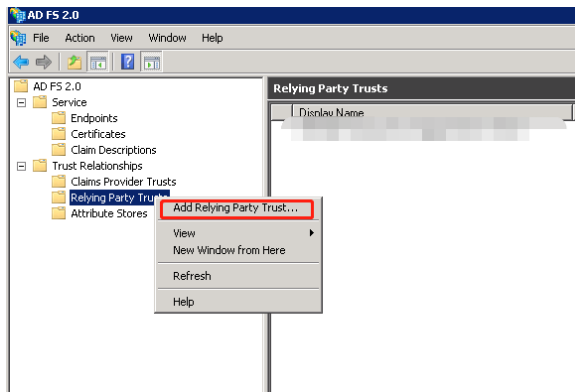 AD FS 2.0
File Action View Window Help
AD FS 2.0
Service
Endpoints
Certificates
Claim Descriptions
Trust Relationships
Claims Provider Trusts
Relying Party Trusts
Attribute Stores
Relying Party Trusts
Display Name
Add Relying Party Trust...
View
New Window from Here
Refresh
Help